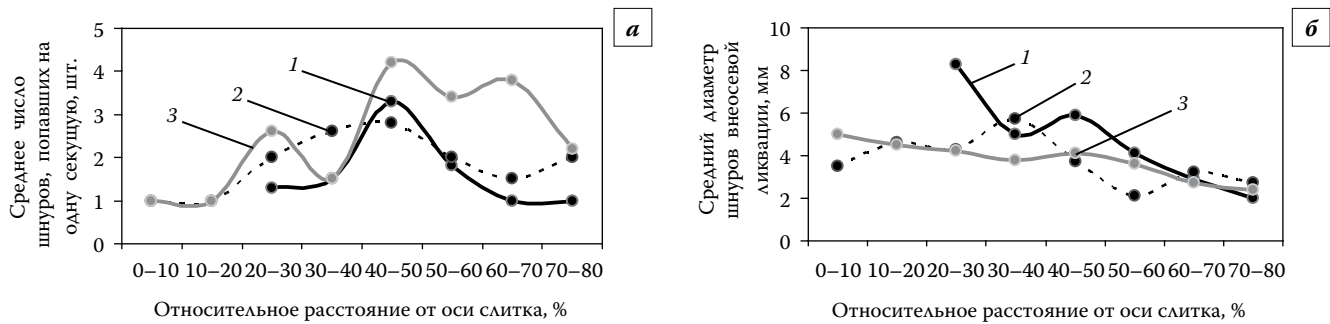 а
Среднее число
шнуров, попавших на
одну секущую, шт.
5
4
3
2
1
0
1
2
3
0–10 10–20 20–30 30–40 40–50 50–60 60–70 70–80
Относительное расстояние от оси слитка, %
б
Средний диаметр
шнуров внеосевой
ликвации, мм
10
8
6
4
2
0
1
2
3
0–10 10–20 20–30 30–40 40–50 50–60 60–70 70–80
Относительное расстояние от оси слитка, %